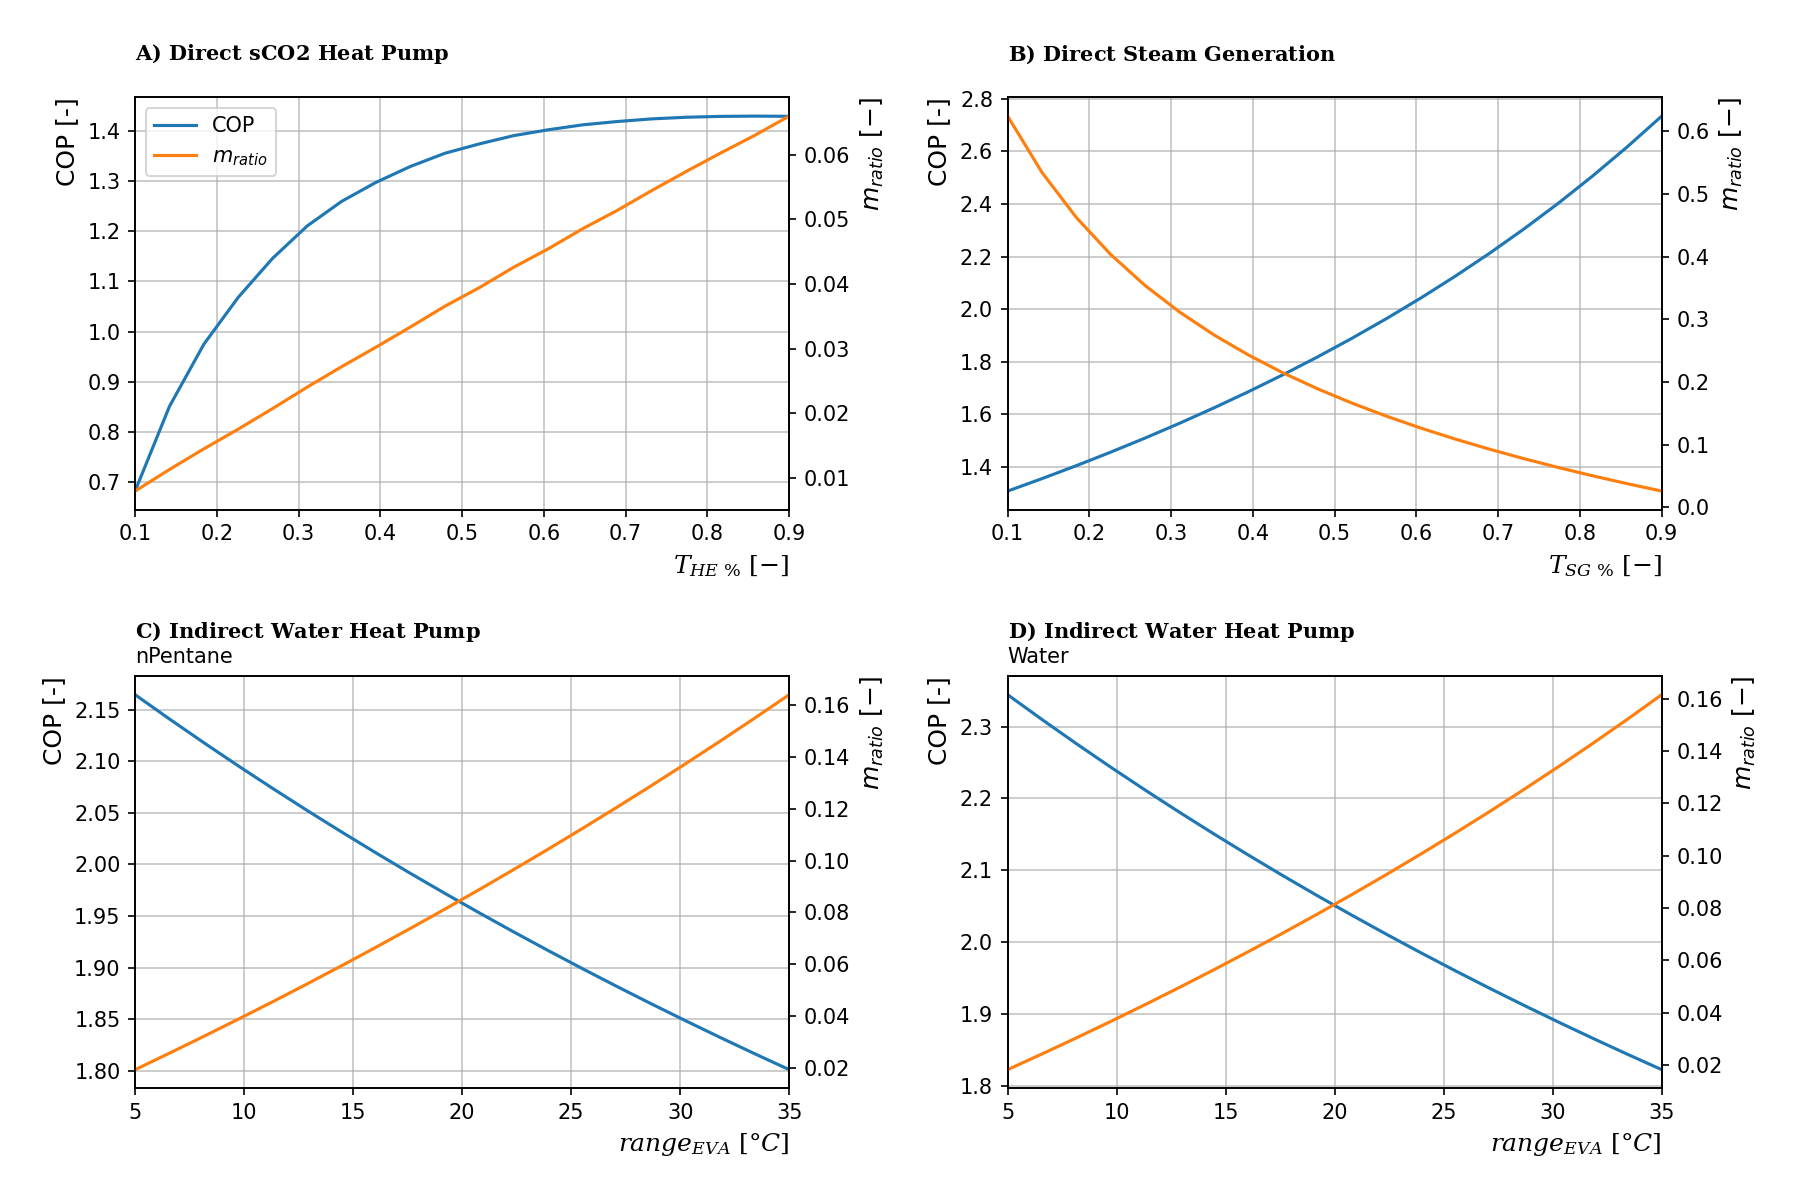 A) Direct sCO2 Heat Pump
COP [-]
m_ratio [−]
COP
m_ratio
1.4
1.3
1.2
1.1
1.0
0.9
0.8
0.7
0.06
0.05
0.04
0.03
0.02
0.01
0.1 0.2 0.3 0.4 0.5 0.6 0.7 0.8 0.9
T_HE % [−]
B) Direct Steam Generation
COP [-]
m_ratio [−]
2.8
2.6
2.4
2.2
2.0
1.8
1.6
1.4
0.6
0.5
0.4
0.3
0.2
0.1
0.0
0.1 0.2 0.3 0.4 0.5 0.6 0.7 0.8 0.9
T_SG % [−]
C) Indirect Water Heat Pump
nPentane
COP [-]
m_ratio [−]
2.15
2.10
2.05
2.00
1.95
1.90
1.85
1.80
0.16
0.14
0.12
0.10
0.08
0.06
0.04
0.02
5 10 15 20 25 30 35
range_EVA [°C]
D) Indirect Water Heat Pump
Water
COP [-]
m_ratio [−]
2.3
2.2
2.1
2.0
1.9
1.8
0.16
0.14
0.12
0.10
0.08
0.06
0.04
0.02
5 10 15 20 25 30 35
range_EVA [°C]